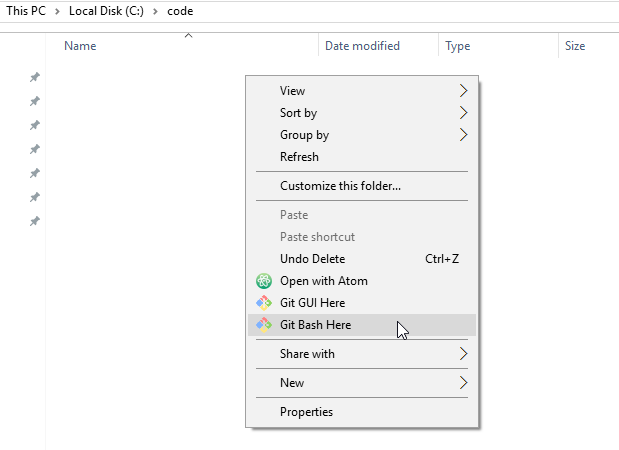 This PC > Local Disk (C:) > code
Name Date modified Type Size
View
Sort by
Group by
Refresh
Customize this folder...
Paste
Paste shortcut
Undo Delete Ctrl+Z
Open with Atom
Git GUI Here
Git Bash Here
Share with
New
Properties